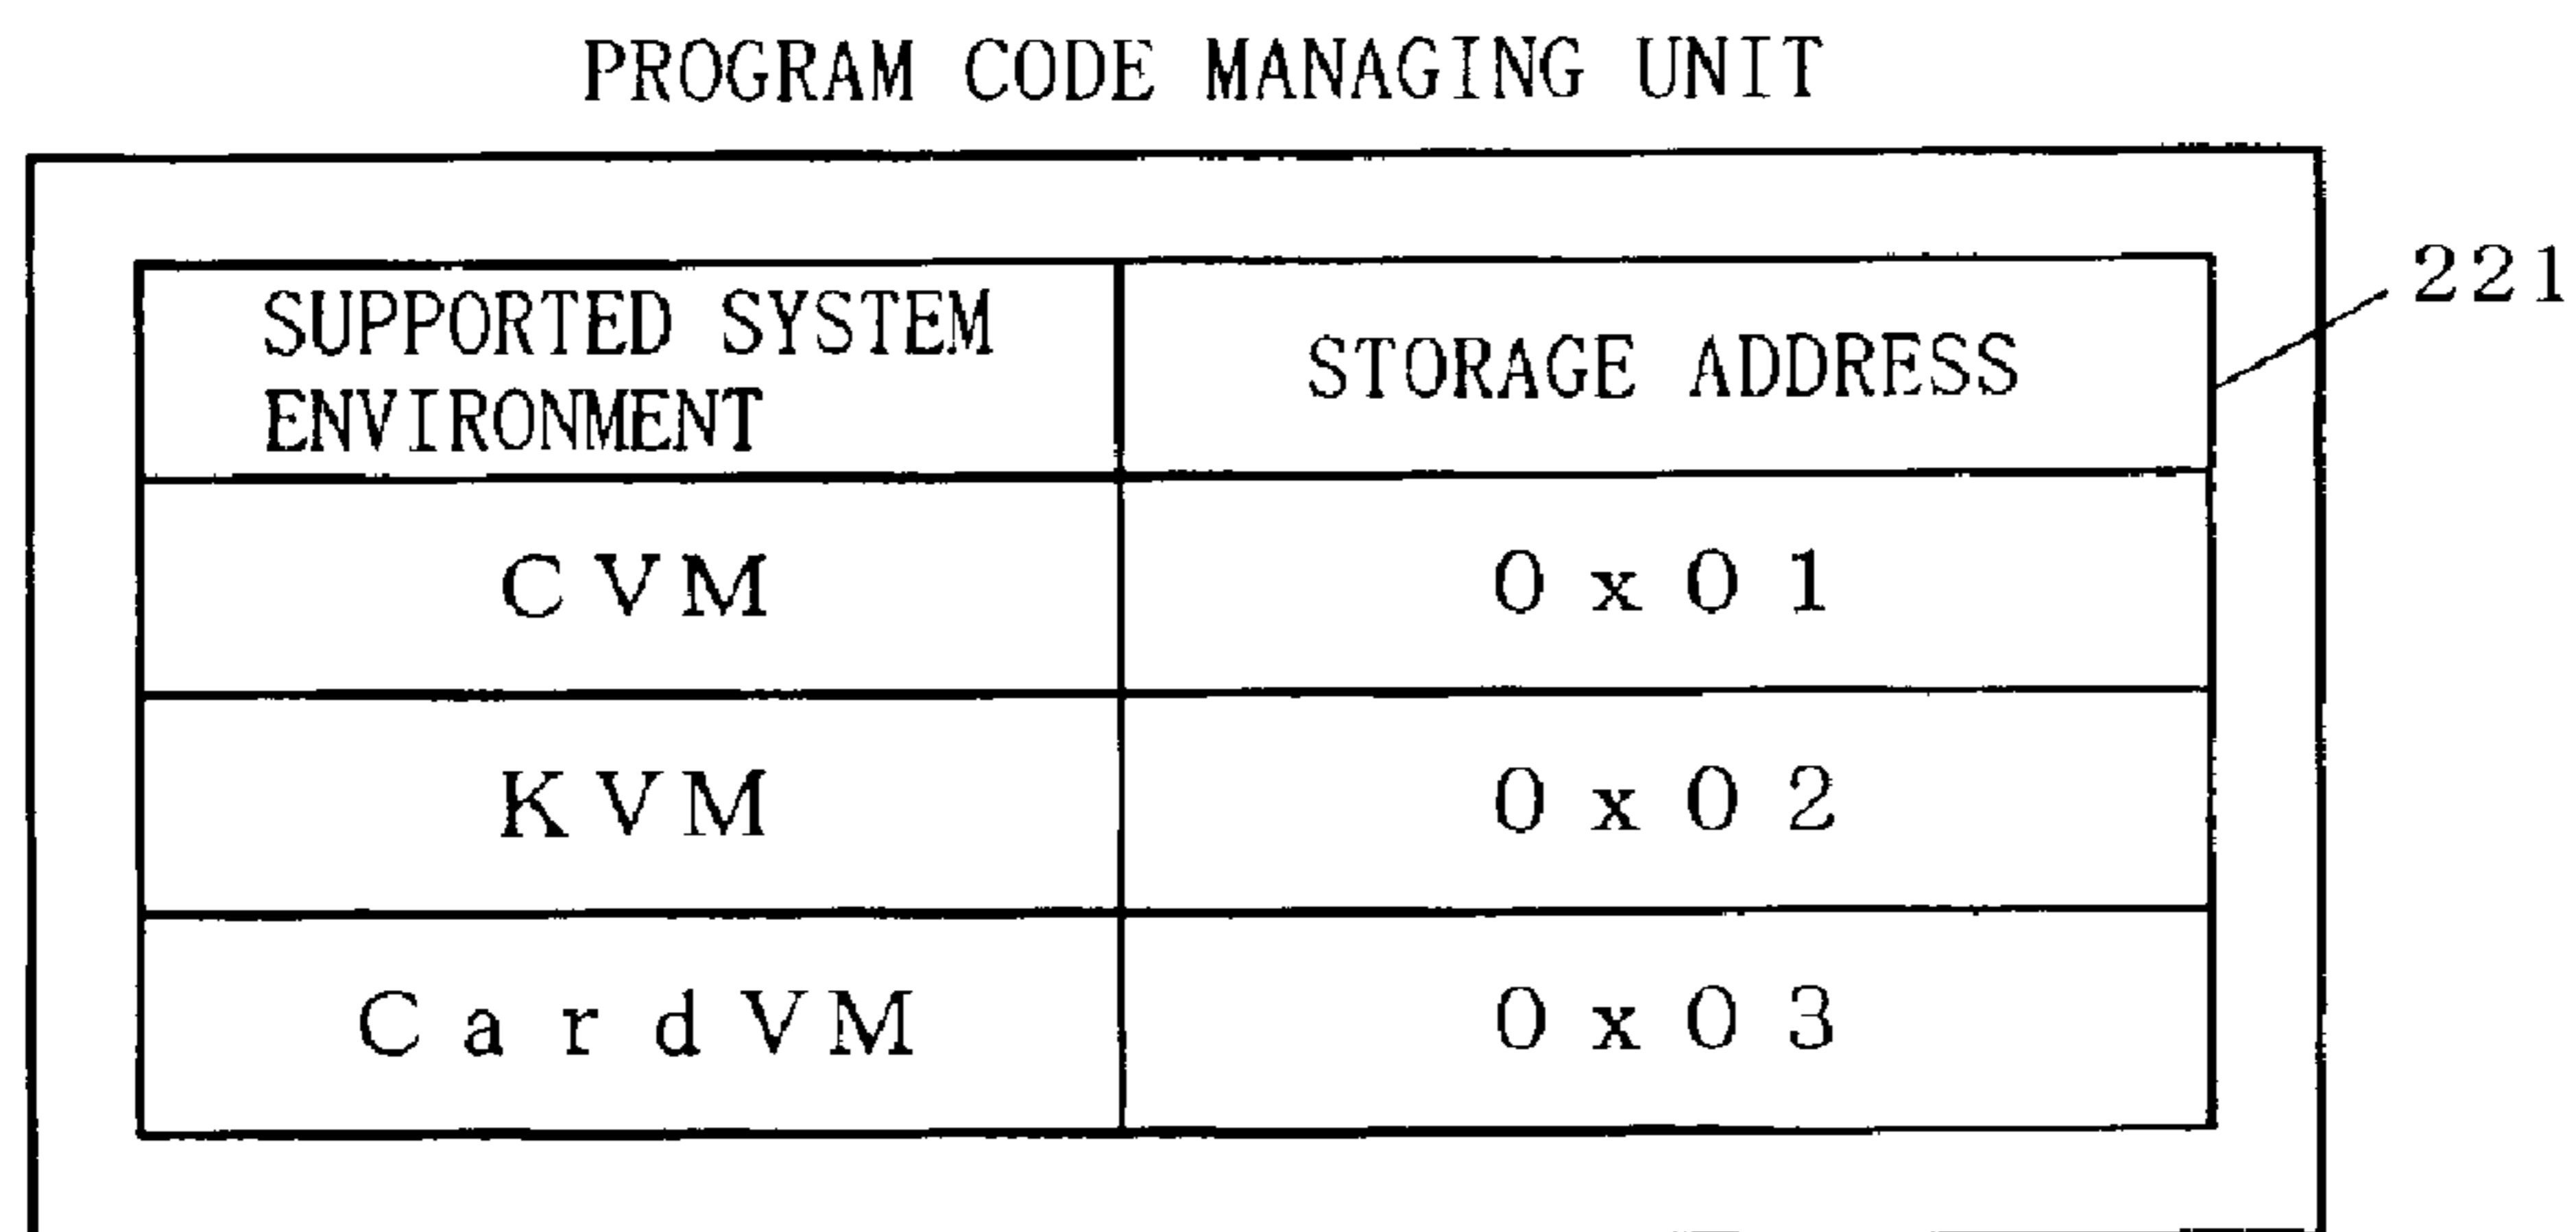 PROGRAM CODE MANAGING UNIT
221
SUPPORTED SYSTEM
ENVIRONMENT
STORAGE ADDRESS
CVM
0x01
KVM
0x02
CardVM
0x03